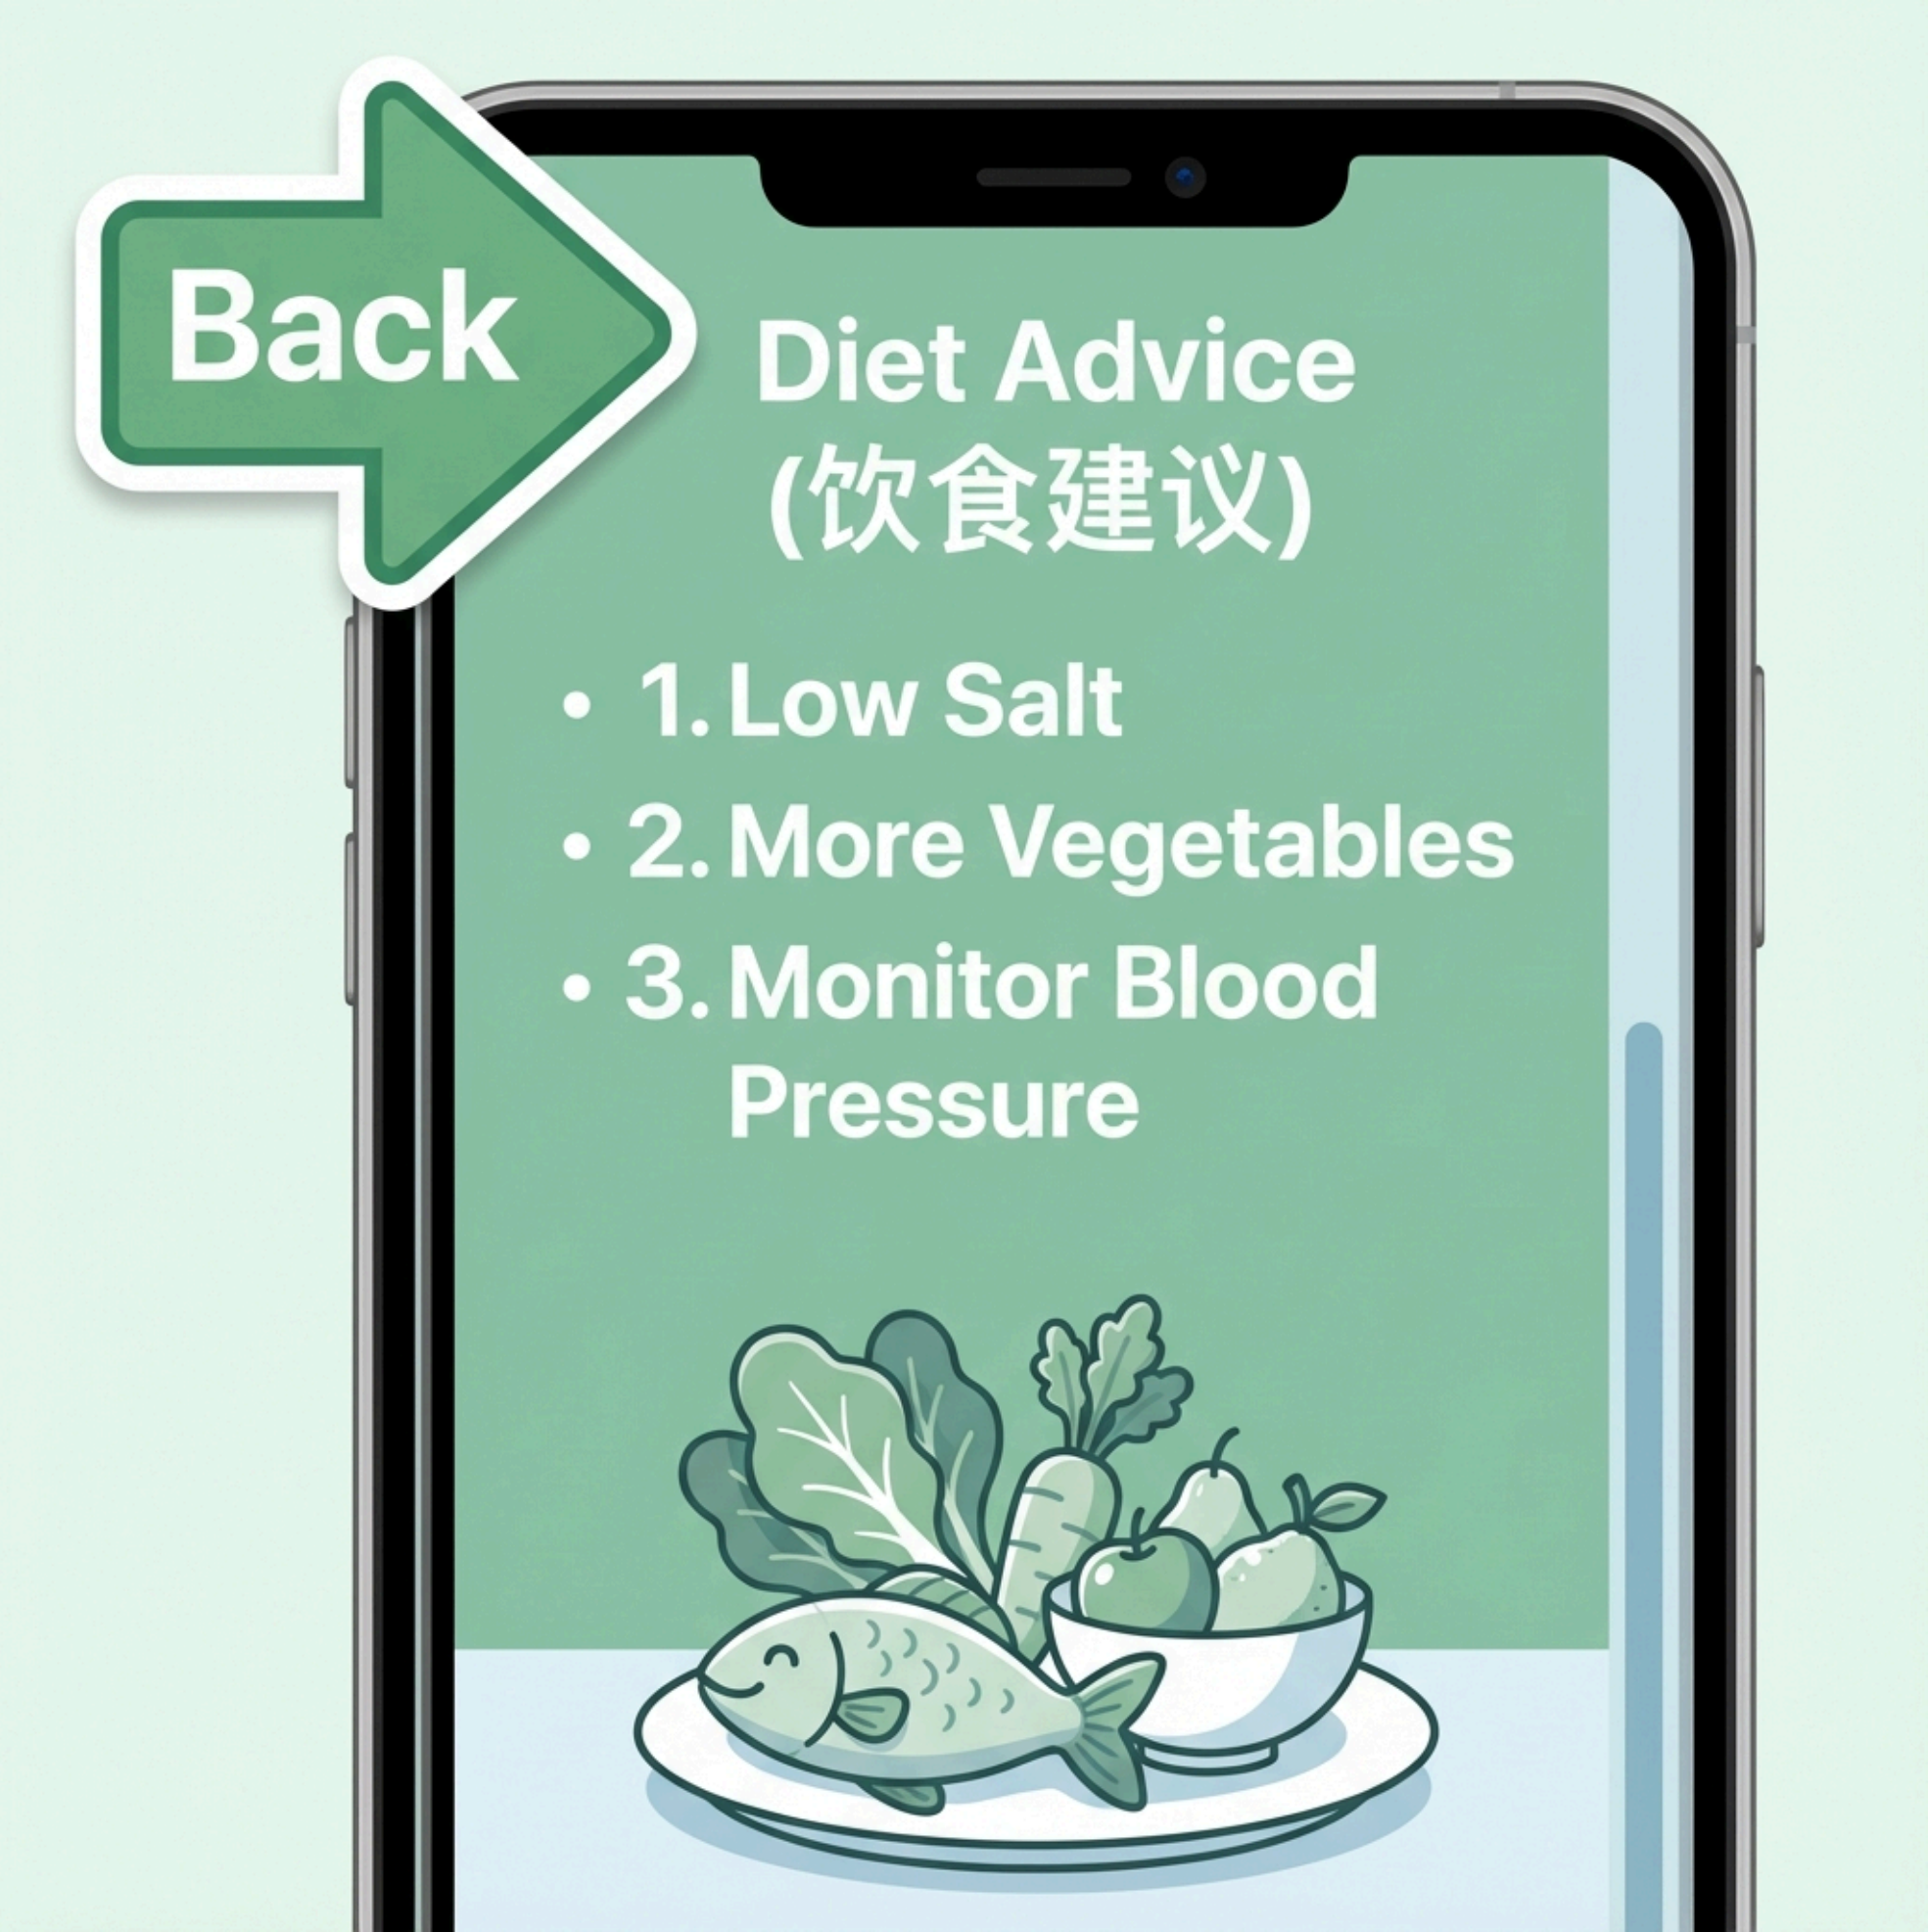 Back
Diet Advice
(饮食建议)
• 1. Low Salt
• 2. More Vegetables
• 3. Monitor Blood
Pressure